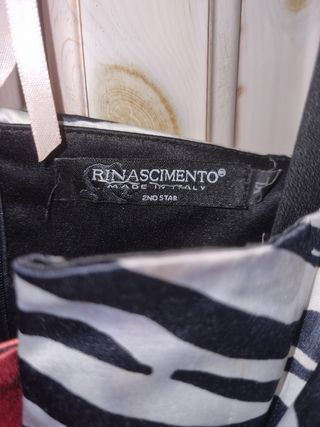 RINASCIMENTO®
MADE IN ITALY
2ND STAR